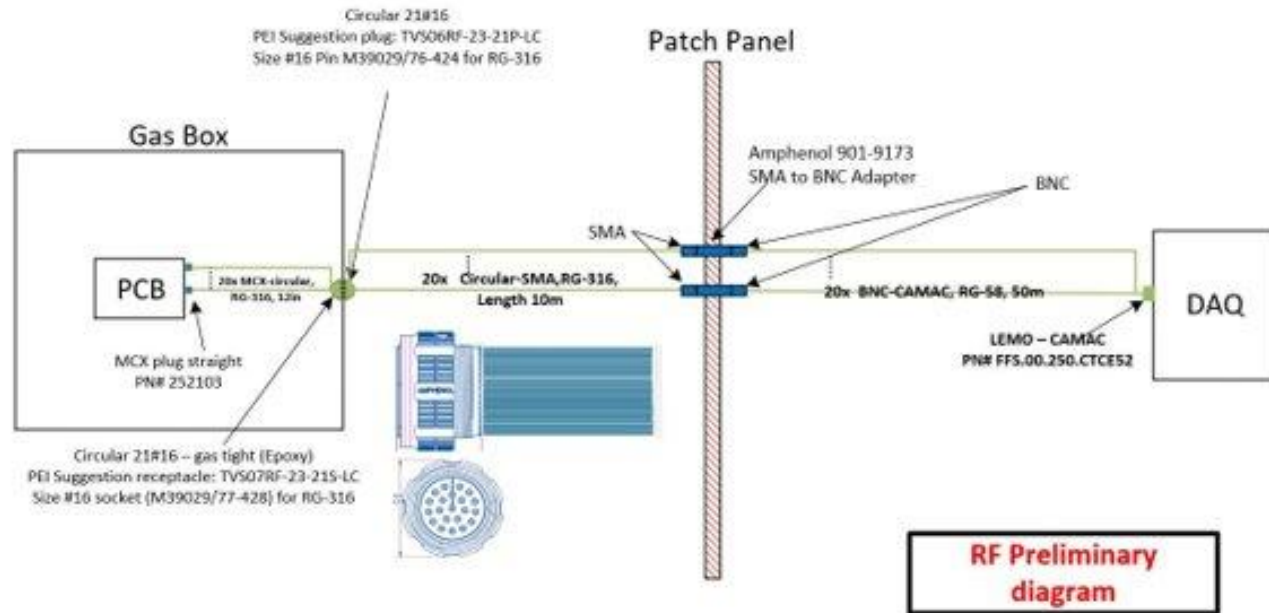 Circular 21#16
PEI Suggestion plug: TVS06RF-23-21P-LC
Size #16 Pin M39029/76-424 for RG-316
Patch Panel
Gas Box
Amphenol 901-9173
SMA to BNC Adapter
BNC
SMA
PCB
20x MCX-circular,
RG-316, 12in
20x Circular-SMA,RG-316,
Length 10m
20x BNC-CAMAC, RG-58, 50m
DAQ
MCX plug straight
PN# 252103
LEMO – CAMAC
PN# FFS.00.250.CTCE52
AMPHENOL
Circular 21#16 – gas tight (Epoxy)
PEI Suggestion receptacle: TVS07RF-23-21S-LC
Size #16 socket (M39029/77-428) for RG-316
RF Preliminary
diagram